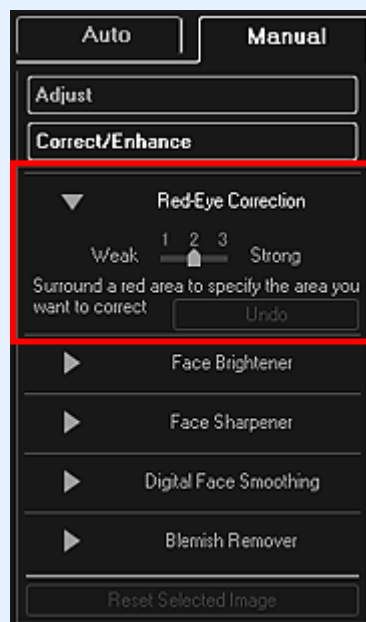 Auto Manual
Adjust
Correct/Enhance
Red-Eye Correction
1 2 3
Weak Strong
Surround a red area to specify the area you
want to correct Undo
Face Brightener
Face Sharpener
Digital Face Smoothing
Blemish Remover
Reset Selected Image